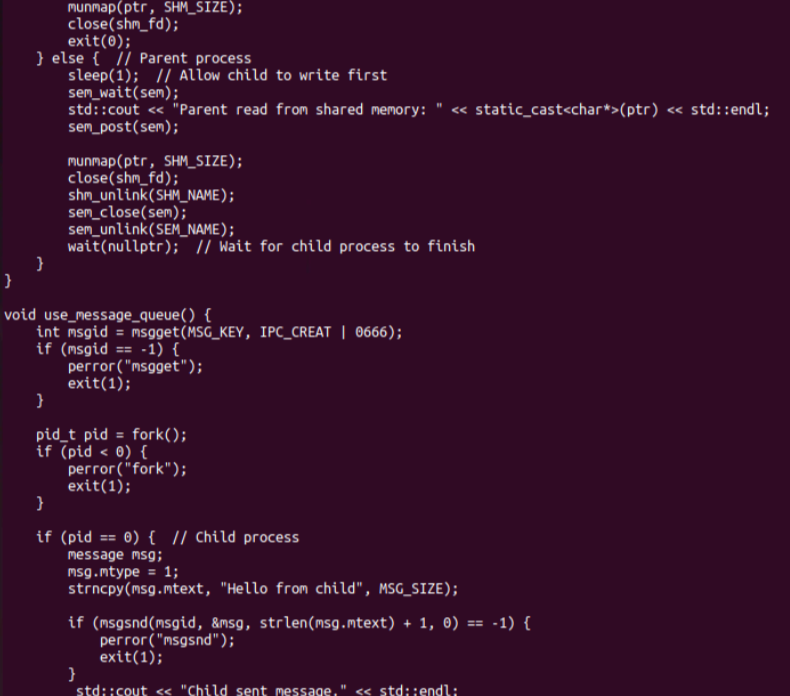 munmap(ptr, SHM_SIZE);
        close(shm_fd);
        exit(0);
    } else {  // Parent process
        sleep(1);  // Allow child to write first
        sem_wait(sem);
        std::cout << "Parent read from shared memory: " << static_cast<char*>(ptr) << std::endl;
        sem_post(sem);

        munmap(ptr, SHM_SIZE);
        close(shm_fd);
        shm_unlink(SHM_NAME);
        sem_close(sem);
        sem_unlink(SEM_NAME);
        wait(nullptr);  // Wait for child process to finish
    }
}

void use_message_queue() {
    int msgid = msgget(MSG_KEY, IPC_CREAT | 0666);
    if (msgid == -1) {
        perror("msgget");
        exit(1);
    }

    pid_t pid = fork();
    if (pid < 0) {
        perror("fork");
        exit(1);
    }

    if (pid == 0) {  // Child process
        message msg;
        msg.mtype = 1;
        strncpy(msg.mtext, "Hello from child", MSG_SIZE);

        if (msgsnd(msgid, &msg, strlen(msg.mtext) + 1, 0) == -1) {
            perror("msgsnd");
            exit(1);
        }
         std::cout << "Child sent message." << std::endl;